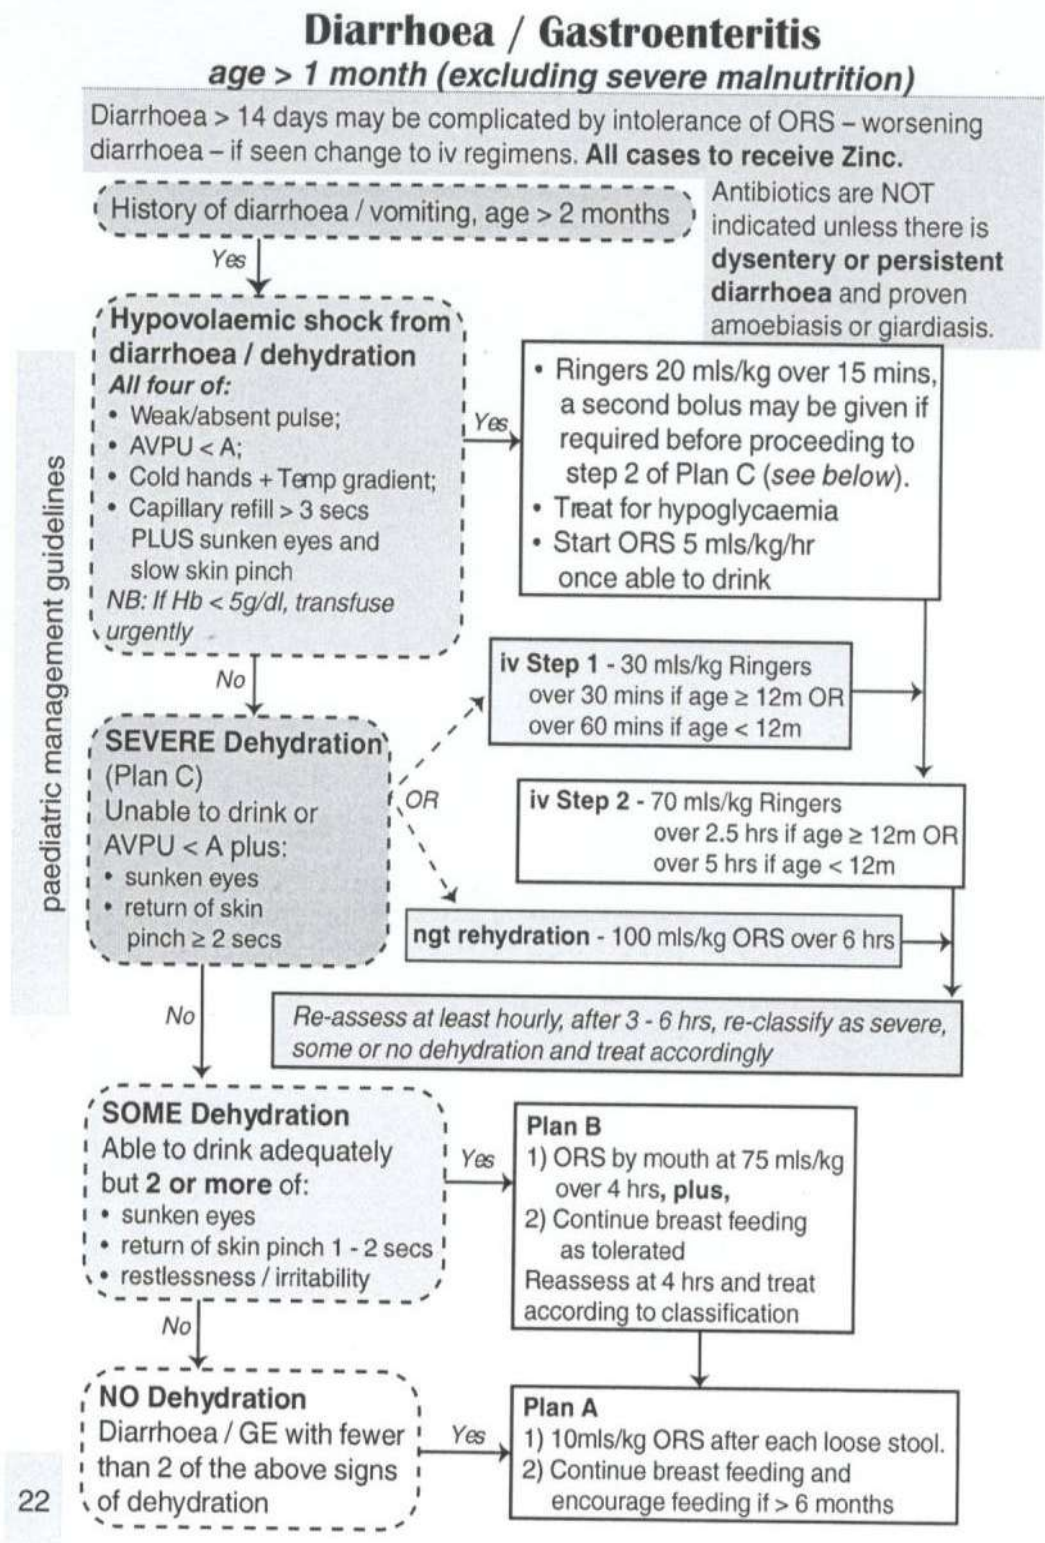 Diarrhoea / Gastroenteritis
age > 1 month (excluding severe malnutrition)
Diarrhoea > 14 days may be complicated by intolerance of ORS – worsening
diarrhoea – if seen change to iv regimens. All cases to receive Zinc.
Antibiotics are NOT
indicated unless there is
dysentery or persistent
diarrhoea and proven
amoebiasis or giardiasis.
History of diarrhoea / vomiting, age > 2 months
Yes
Hypovolaemic shock from
diarrhoea / dehydration
All four of:
• Weak/absent pulse;
• AVPU < A;
• Cold hands + Temp gradient;
• Capillary refill > 3 secs
PLUS sunken eyes and
slow skin pinch
NB: If Hb < 5g/dl, transfuse
urgently
Yes
• Ringers 20 mls/kg over 15 mins,
a second bolus may be given if
required before proceeding to
step 2 of Plan C (see below).
• Treat for hypoglycaemia
• Start ORS 5 mls/kg/hr
once able to drink
No
SEVERE Dehydration
(Plan C)
Unable to drink or
AVPU < A plus:
• sunken eyes
• return of skin
pinch ≥ 2 secs
OR
iv Step 1 - 30 mls/kg Ringers
over 30 mins if age ≥ 12m OR
over 60 mins if age < 12m
iv Step 2 - 70 mls/kg Ringers
over 2.5 hrs if age ≥ 12m OR
over 5 hrs if age < 12m
ngt rehydration - 100 mls/kg ORS over 6 hrs
Re-assess at least hourly, after 3 - 6 hrs, re-classify as severe,
some or no dehydration and treat accordingly
No
SOME Dehydration
Able to drink adequately
but 2 or more of:
• sunken eyes
• return of skin pinch 1 - 2 secs
• restlessness / irritability
Yes
Plan B
1) ORS by mouth at 75 mls/kg
over 4 hrs, plus,
2) Continue breast feeding
as tolerated
Reassess at 4 hrs and treat
according to classification
No
NO Dehydration
Diarrhoea / GE with fewer
than 2 of the above signs
of dehydration
Yes
Plan A
1) 10mls/kg ORS after each loose stool.
2) Continue breast feeding and
encourage feeding if > 6 months
paediatric management guidelines
22